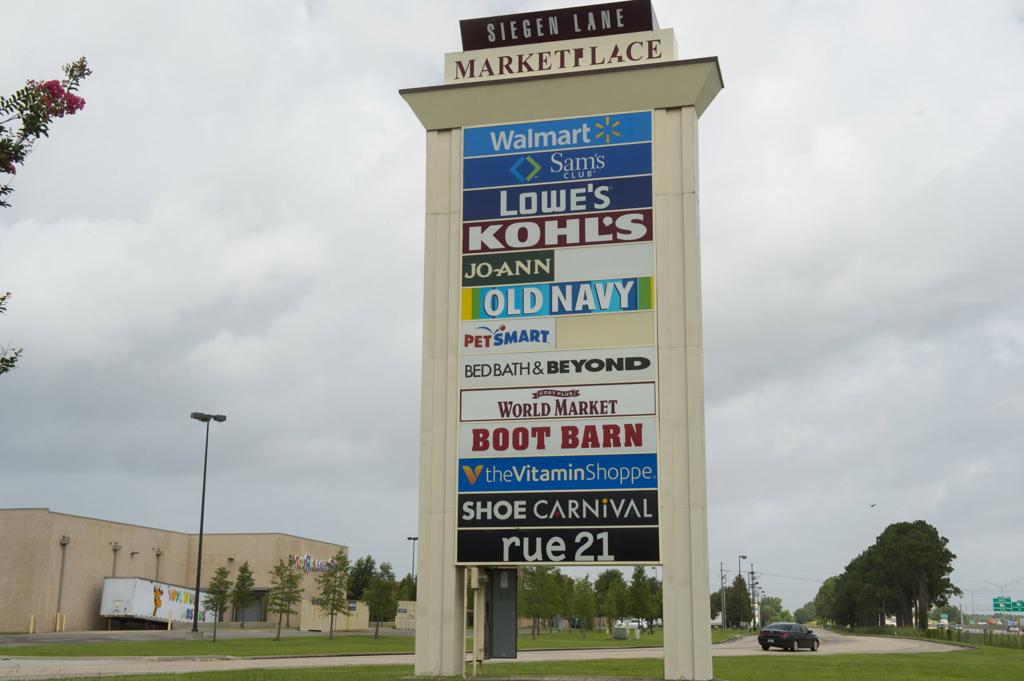 SIEGEN LANE
MARKETPLACE
Walmart
Sam's
CLUB
LOWE'S
KOHL'S
JO-ANN
OLD NAVY
PETSMART
BED BATH & BEYOND
COST PLUS
WORLD MARKET
BOOT BARN
theVitaminShoppe
SHOE CARNIVAL
rue21